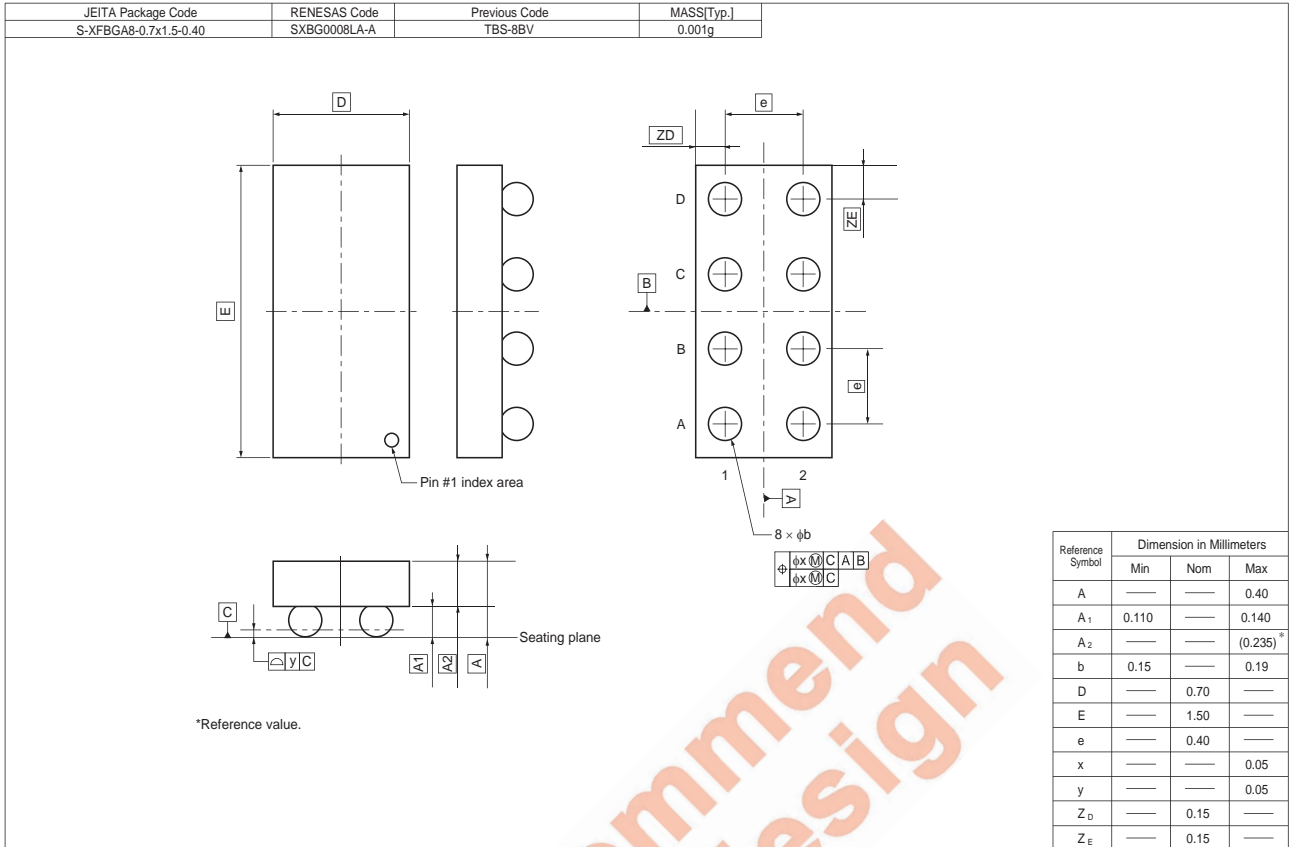 JEITA Package Code RENESAS Code Previous Code MASS[Typ.]
S-XFBGA8-0.7x1.5-0.40 SXBG0008LA-A TBS-8BV 0.001g
D
e
ZD
D
ZE
C
B
E
B
e
A
1 2
Pin #1 index area
A
8 × ϕb
ϕx Ⓜ C A B
ϕx Ⓜ C
C
Seating plane
y C
A1 A2 A
*Reference value.
Reference Symbol Dimension in Millimeters
Min Nom Max
A — — 0.40
A1 0.110 — 0.140
A2 — — (0.235)*
b 0.15 — 0.19
D — 0.70 —
E — 1.50 —
e — 0.40 —
x — — 0.05
y — — 0.05
ZD — 0.15 —
ZE — 0.15 —